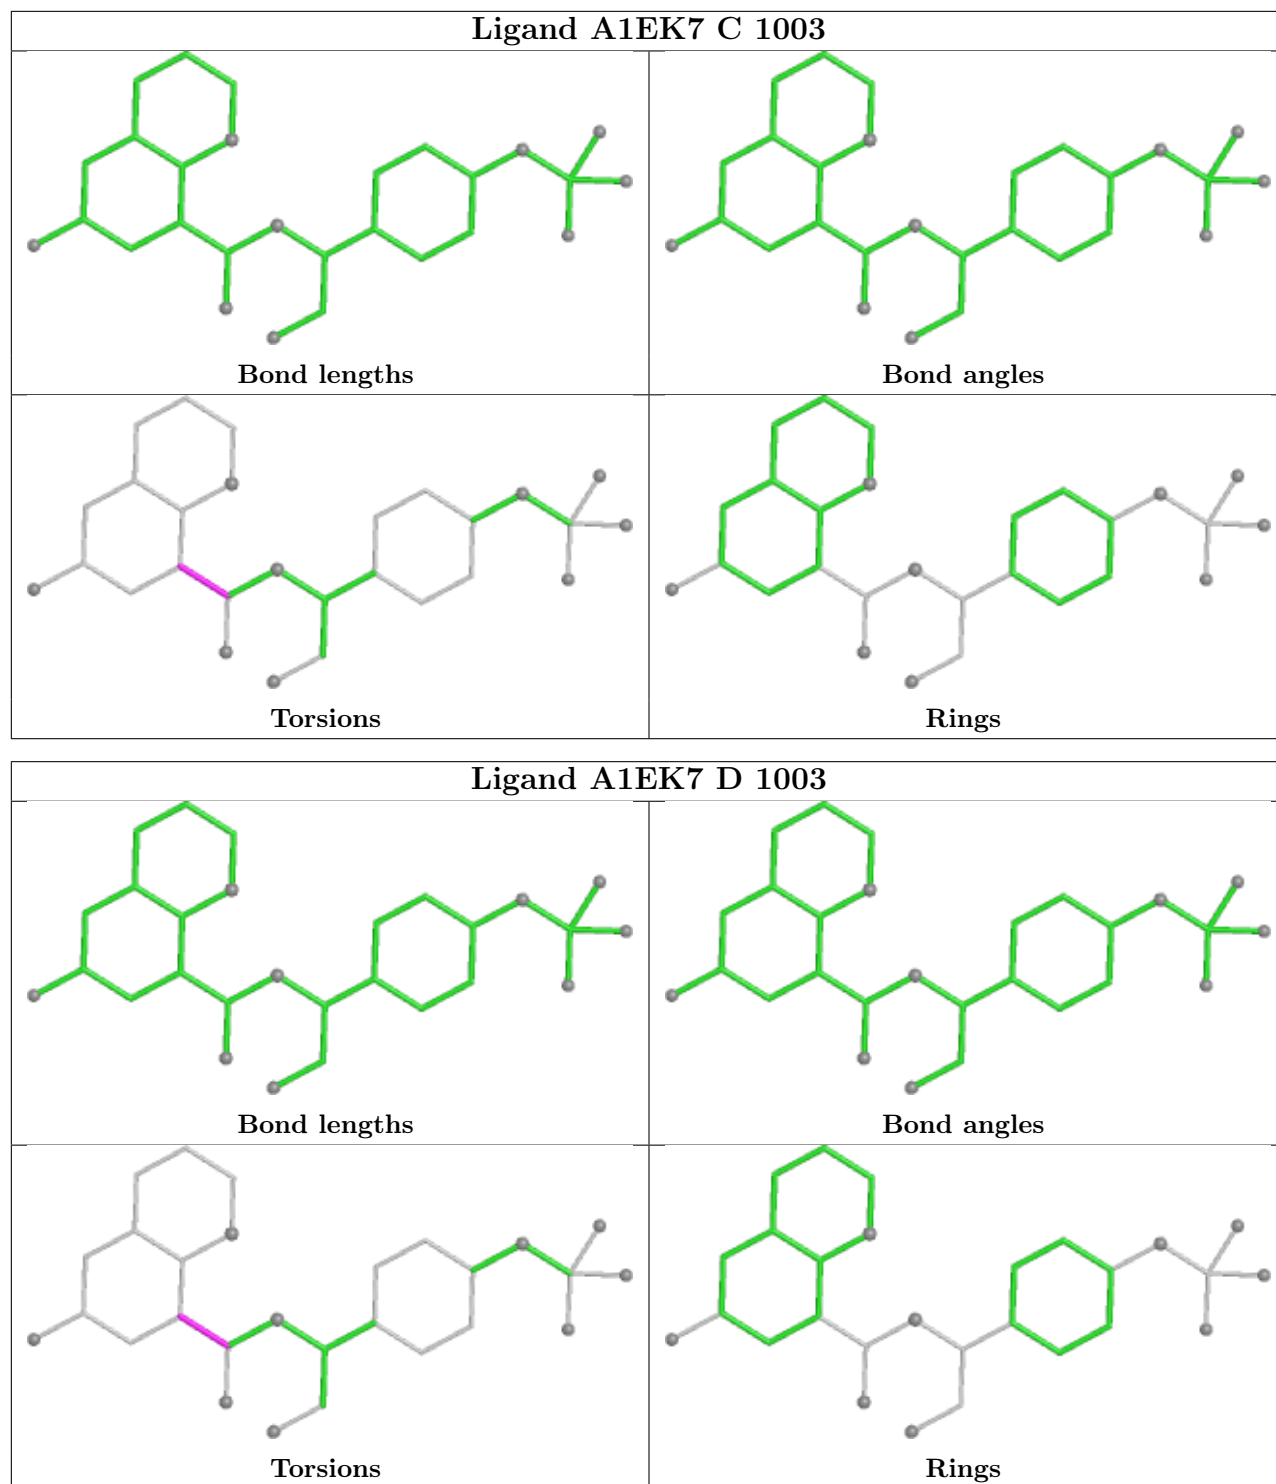 Ligand A1EK7 C 1003
Bond lengths
Bond angles
Torsions
Rings
Ligand A1EK7 D 1003
Bond lengths
Bond angles
Torsions
Rings